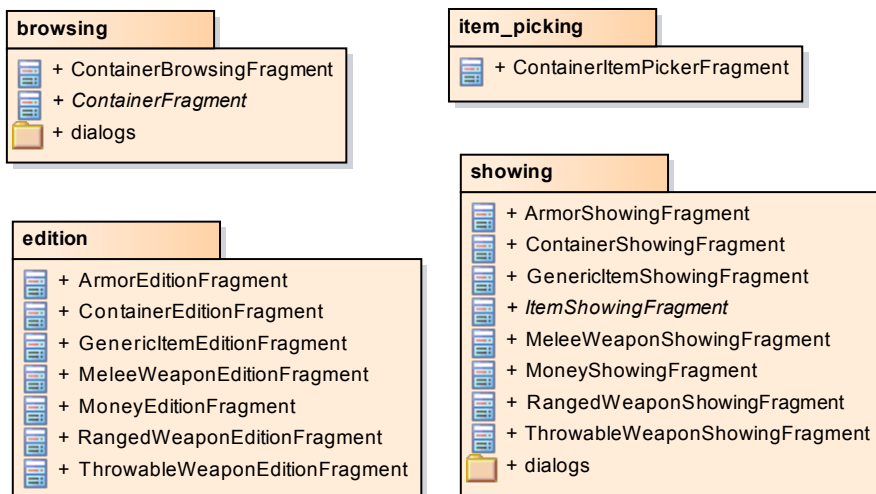 browsing
+ ContainerBrowsingFragment
+ ContainerFragment
+ dialogs
item_picking
+ ContainerItemPickerFragment
edition
+ ArmorEditionFragment
+ ContainerEditionFragment
+ GenericItemEditionFragment
+ MeleeWeaponEditionFragment
+ MoneyEditionFragment
+ RangedWeaponEditionFragment
+ ThrowableWeaponEditionFragment
showing
+ ArmorShowingFragment
+ ContainerShowingFragment
+ GenericItemShowingFragment
+ ItemShowingFragment
+ MeleeWeaponShowingFragment
+ MoneyShowingFragment
+ RangedWeaponShowingFragment
+ ThrowableWeaponShowingFragment
+ dialogs